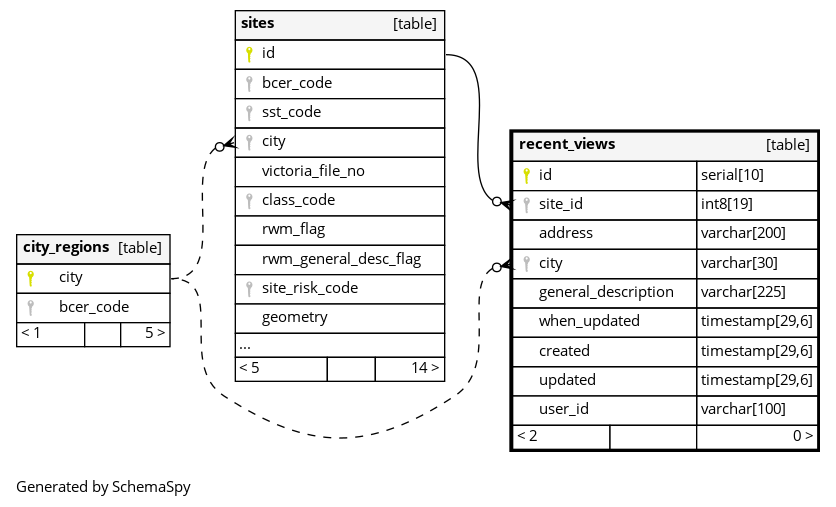 sites [table]
id
bcer_code
sst_code
city
victoria_file_no
class_code
rwm_flag
rwm_general_desc_flag
site_risk_code
geometry
...
< 5 14 >
recent_views [table]
id serial[10]
site_id int8[19]
address varchar[200]
city varchar[30]
general_description varchar[225]
when_updated timestamp[29,6]
created timestamp[29,6]
updated timestamp[29,6]
user_id varchar[100]
< 2 0 >
city_regions [table]
city
bcer_code
< 1 5 >
Generated by SchemaSpy